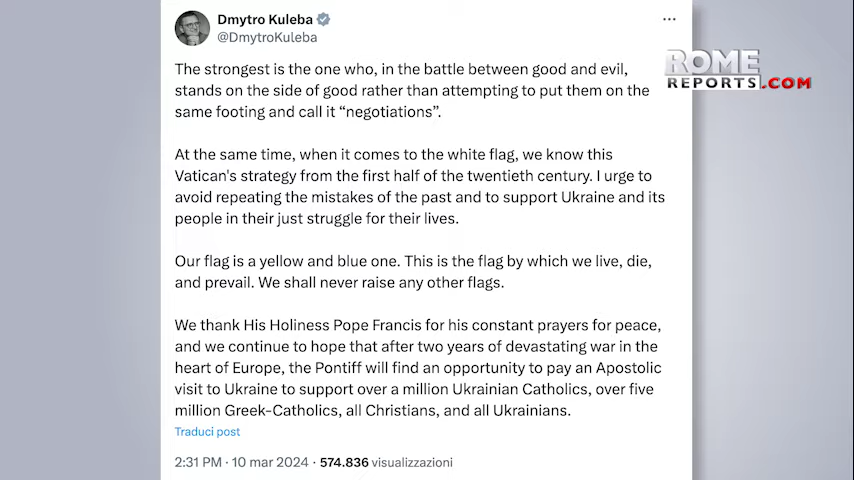 Dmytro Kuleba
@DmytroKuleba
ROME
REPORTS.COM
The strongest is the one who, in the battle between good and evil,
stands on the side of good rather than attempting to put them on the
same footing and call it “negotiations”.
At the same time, when it comes to the white flag, we know this
Vatican's strategy from the first half of the twentieth century. I urge to
avoid repeating the mistakes of the past and to support Ukraine and its
people in their just struggle for their lives.
Our flag is a yellow and blue one. This is the flag by which we live, die,
and prevail. We shall never raise any other flags.
We thank His Holiness Pope Francis for his constant prayers for peace,
and we continue to hope that after two years of devastating war in the
heart of Europe, the Pontiff will find an opportunity to pay an Apostolic
visit to Ukraine to support over a million Ukrainian Catholics, over five
million Greek-Catholics, all Christians, and all Ukrainians.
Traduci post
2:31 PM · 10 mar 2024 · 574.836 visualizzazioni